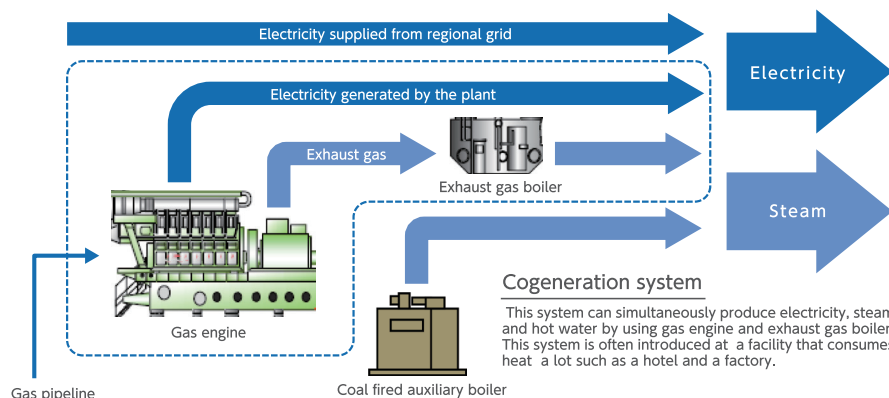 Electricity supplied from regional grid
Electricity
Electricity generated by the plant
Exhaust gas
Exhaust gas boiler
Steam
Gas engine
Cogeneration system
This system can simultaneously produce electricity, steam
and hot water by using gas engine and exhaust gas boiler
This system is often introduced at a facility that consumes
heat a lot such as a hotel and a factory.
Coal fired auxiliary boiler
Gas pipeline